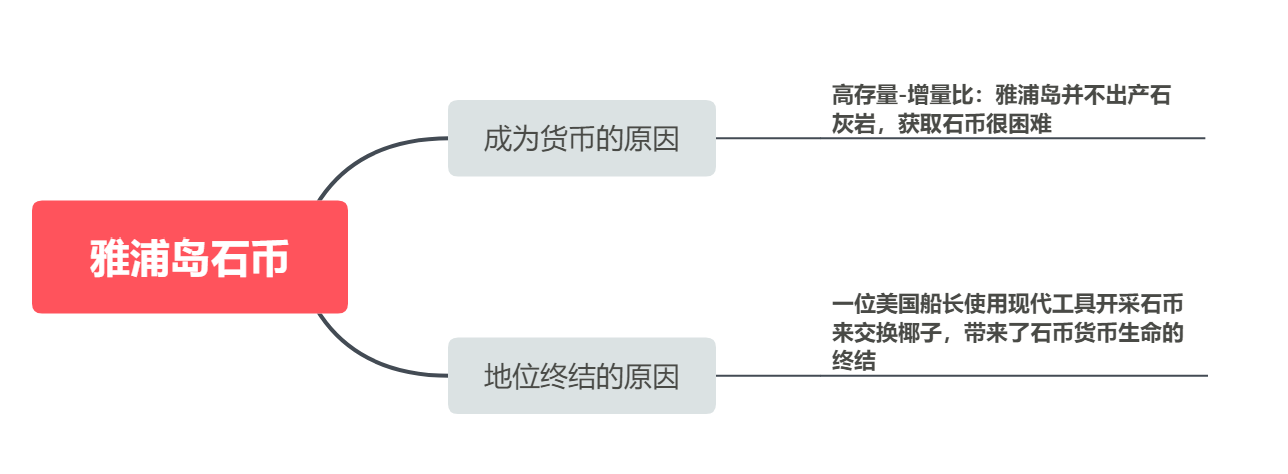 雅浦岛石币
成为货币的原因
高存量-增量比：雅浦岛并不出产石
灰岩，获取石币很困难
地位终结的原因
一位美国船长使用现代工具开采石币
来交换椰子，带来了石币货币生命的
终结